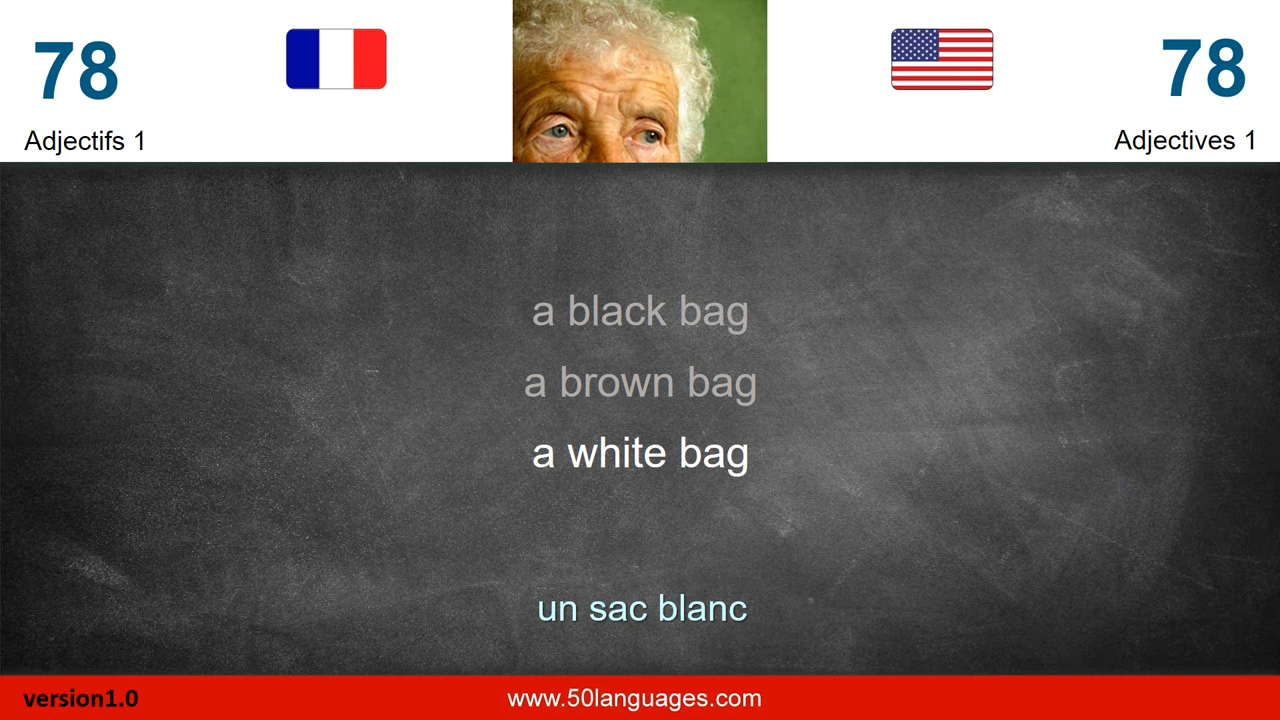 78
78
Adjectifs 1
Adjectives 1
a black bag
a brown bag
a white bag
un sac blanc
version1.0
www.50languages.com